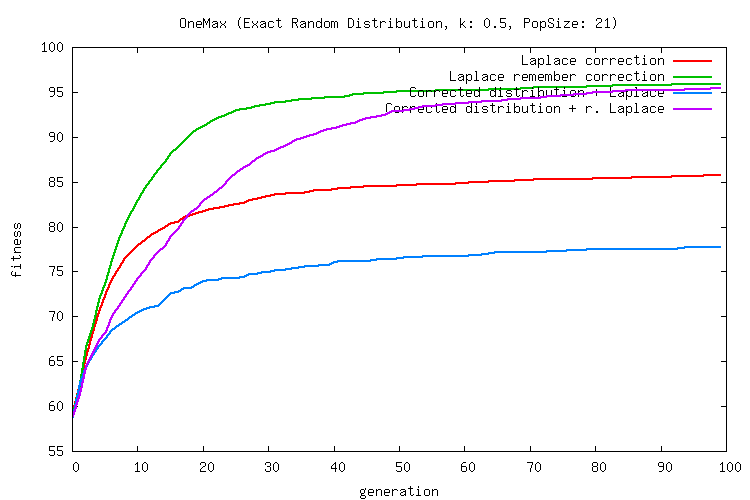 OneMax (Exact Random Distribution, k: 0.5, PopSize: 21)
Laplace correction
Laplace remember correction
Corrected distribution - Laplace
Corrected distribution + r. Laplace
fitness
100
95
90
85
80
75
70
65
60
55
0 10 20 30 40 50 60 70 80 90 100
generation